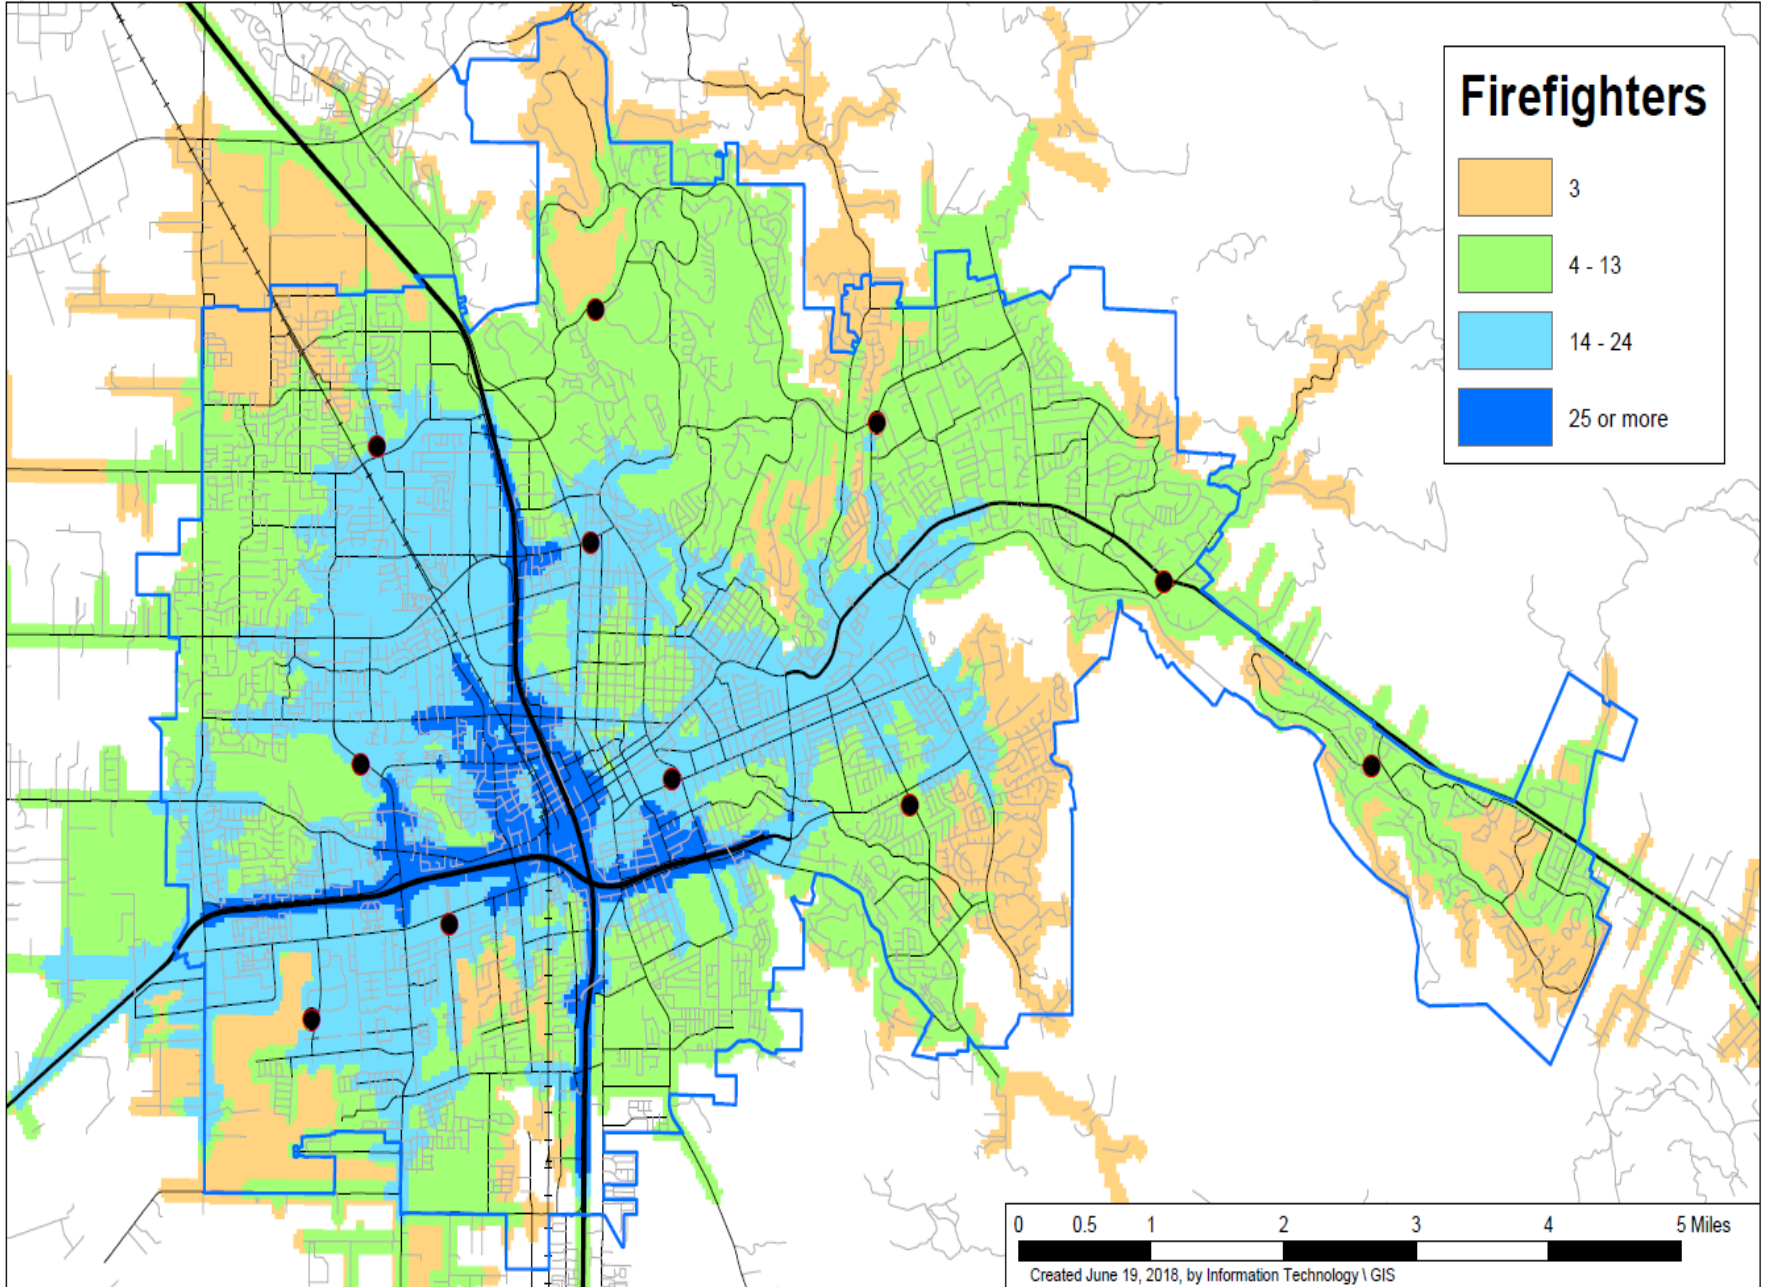 Firefighters
3
4 - 13
14 - 24
25 or more
0 0.5 1 2 3 4 5 Miles
Created June 19, 2018, by Information Technology \ GIS